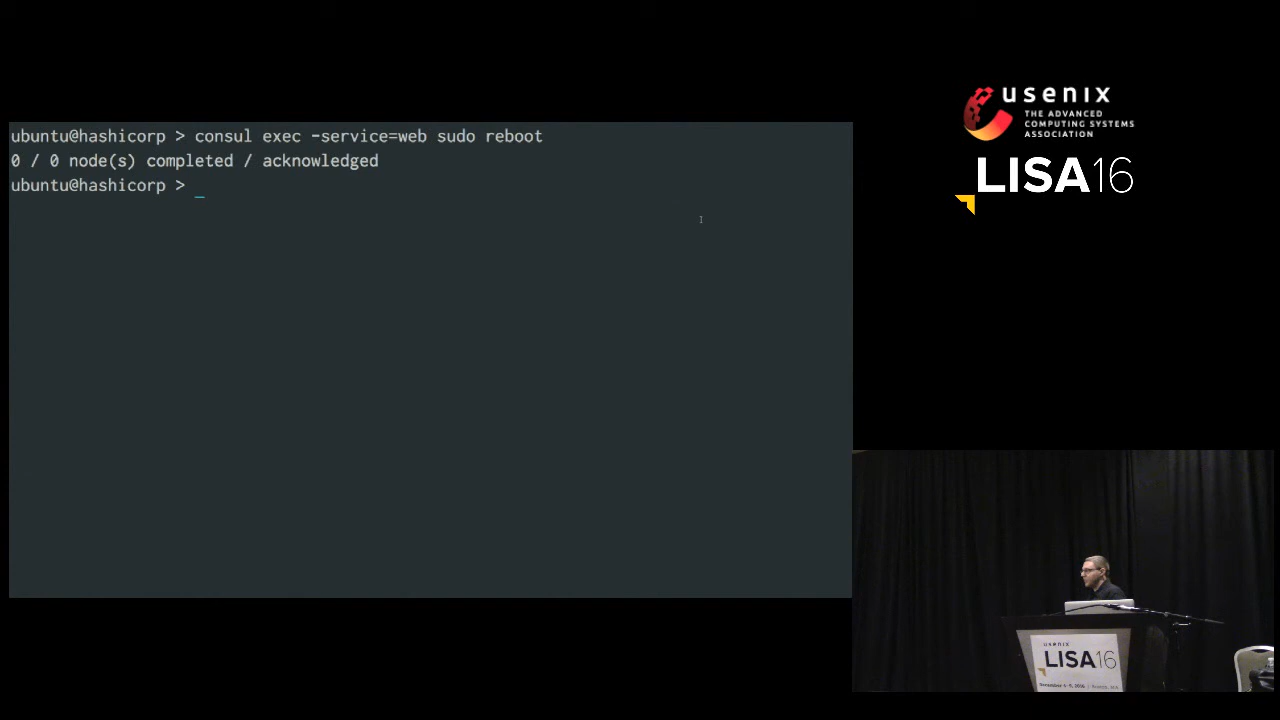 ubuntu@hashicorp > consul exec -service=web sudo reboot
0 / 0 node(s) completed / acknowledged
ubuntu@hashicorp > _
usenix
THE ADVANCED
COMPUTING SYSTEMS
ASSOCIATION
LISA16
usenix
LISA16